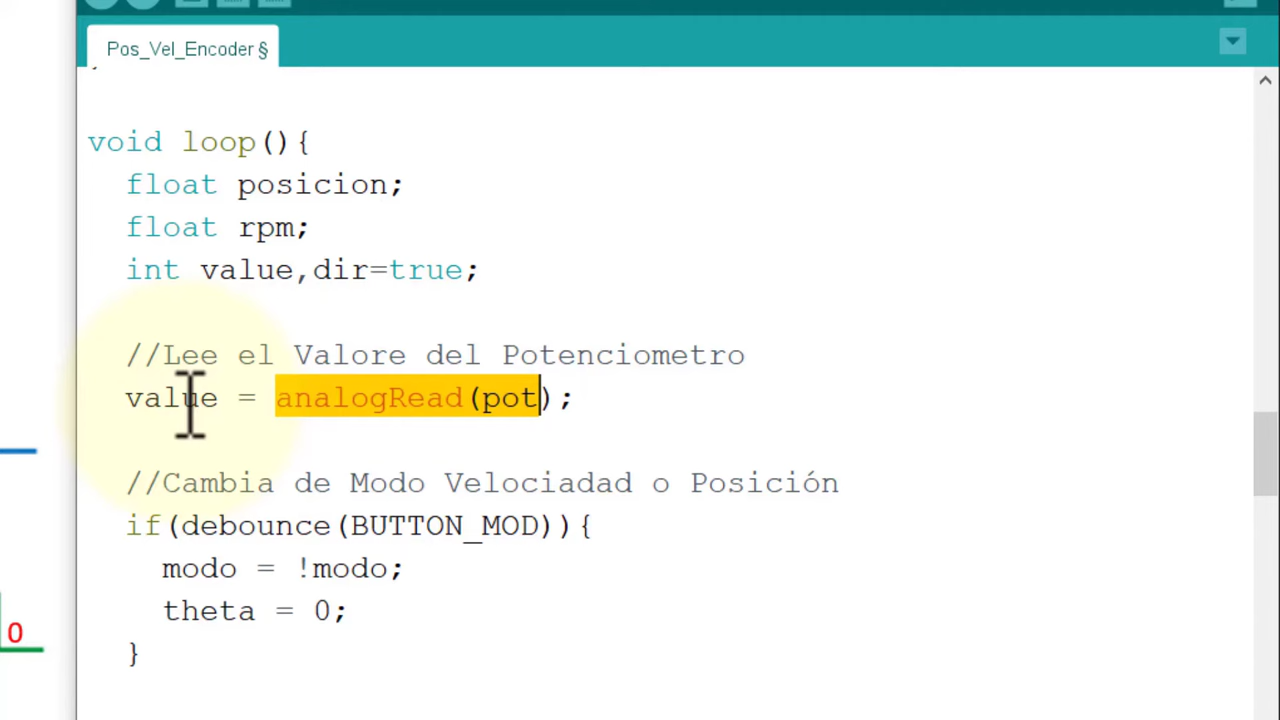 Pos_Vel_Encoder §
void loop(){
float posicion;
float rpm;
int value,dir=true;
//Lee el Valore del Potenciometro
value = analogRead(pot);
//Cambia de Modo Velociadad o Posición
if(debounce(BUTTON_MOD)){
modo = !modo;
theta = 0;
}
0